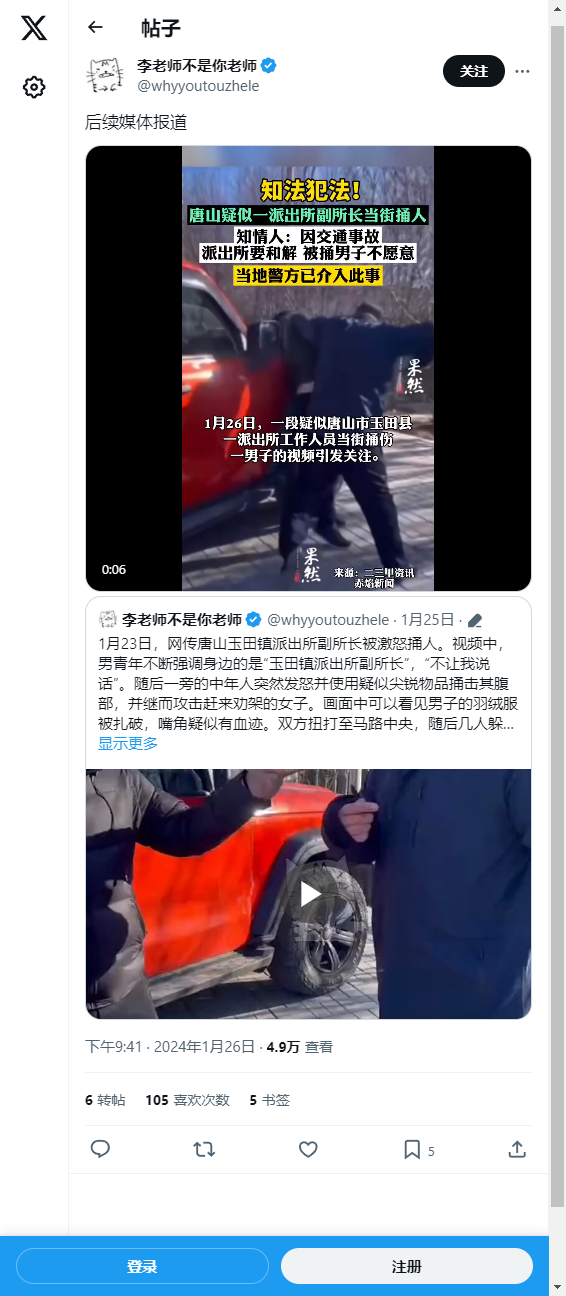 帖子
李老师不是你老师
@whyyoutouzhele
关注
后续媒体报道
知法犯法！
唐山疑似一派出所副所长当街捅人
知情人：因交通事故
派出所要和解 被捅男子不愿意
当地警方已介入此事
果然
1月26日，一段疑似唐山市玉田县
一派出所工作人员当街捅伤
一男子的视频引发关注。
果然
0:06
来源：二三里资讯
赤焰新闻
李老师不是你老师 @whyyoutouzhele · 1月25日 ·
1月23日，网传唐山玉田镇派出所副所长被激怒捅人。视频中，
男青年不断强调身边的是“玉田镇派出所副所长”，“不让我说
话”。随后一旁的中年人突然发怒并使用疑似尖锐物品捅击其腹
部，并继而攻击赶来劝架的女子。画面中可以看见男子的羽绒服
被扎破，嘴角疑似有血迹。双方扭打至马路中央，随后几人躲...
显示更多
下午9:41 · 2024年1月26日 · 4.9万 查看
6 转帖 105 喜欢次数 5 书签
5
登录
注册